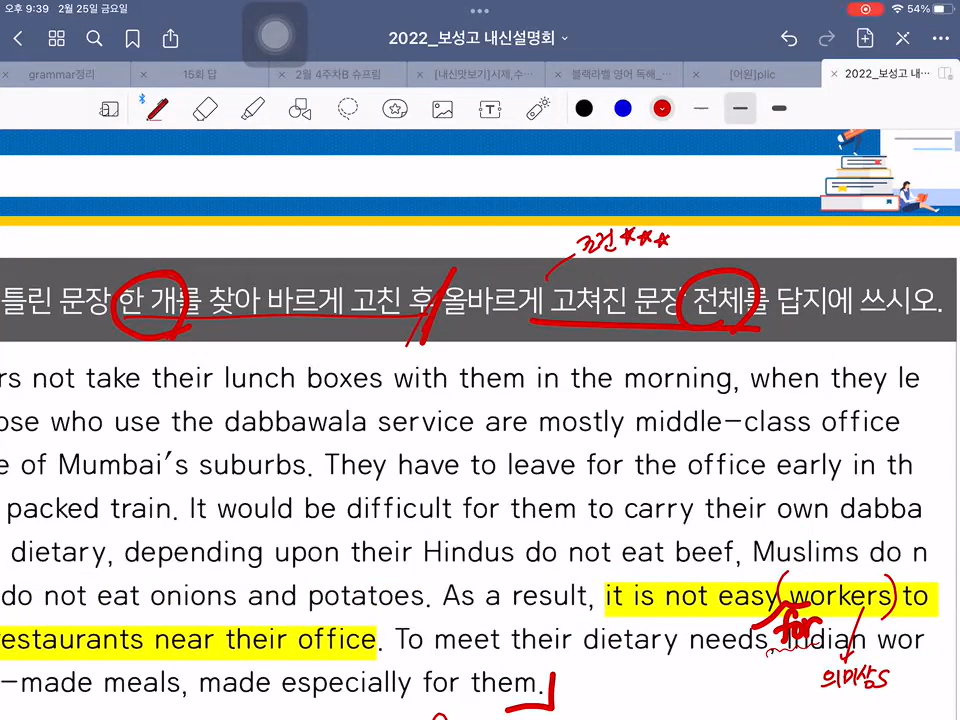 오후 9:39 2월 25일 금요일
54%
2022_보성고 내신설명회
grammar정리
15회 답
2월 4주차B 슈프림
[내신맛보기]시제,수…
블랙라벨 영어 독해_…
[어원]plic
2022_보성고 내…
조건★★★
틀린 문장 한 개를 찾아 바르게 고친 후 올바르게 고쳐진 문장 전체를 답지에 쓰시오.
rs not take their lunch boxes with them in the morning, when they le
ose who use the dabbawala service are mostly middle-class office
e of Mumbai's suburbs. They have to leave for the office early in th
packed train. It would be difficult for them to carry their own dabba
dietary, depending upon their Hindus do not eat beef, Muslims do n
do not eat onions and potatoes. As a result, it is not easy (workers) to
for
estaurants near their office. To meet their dietary needs, Indian wor
의미상S
-made meals, made especially for them.